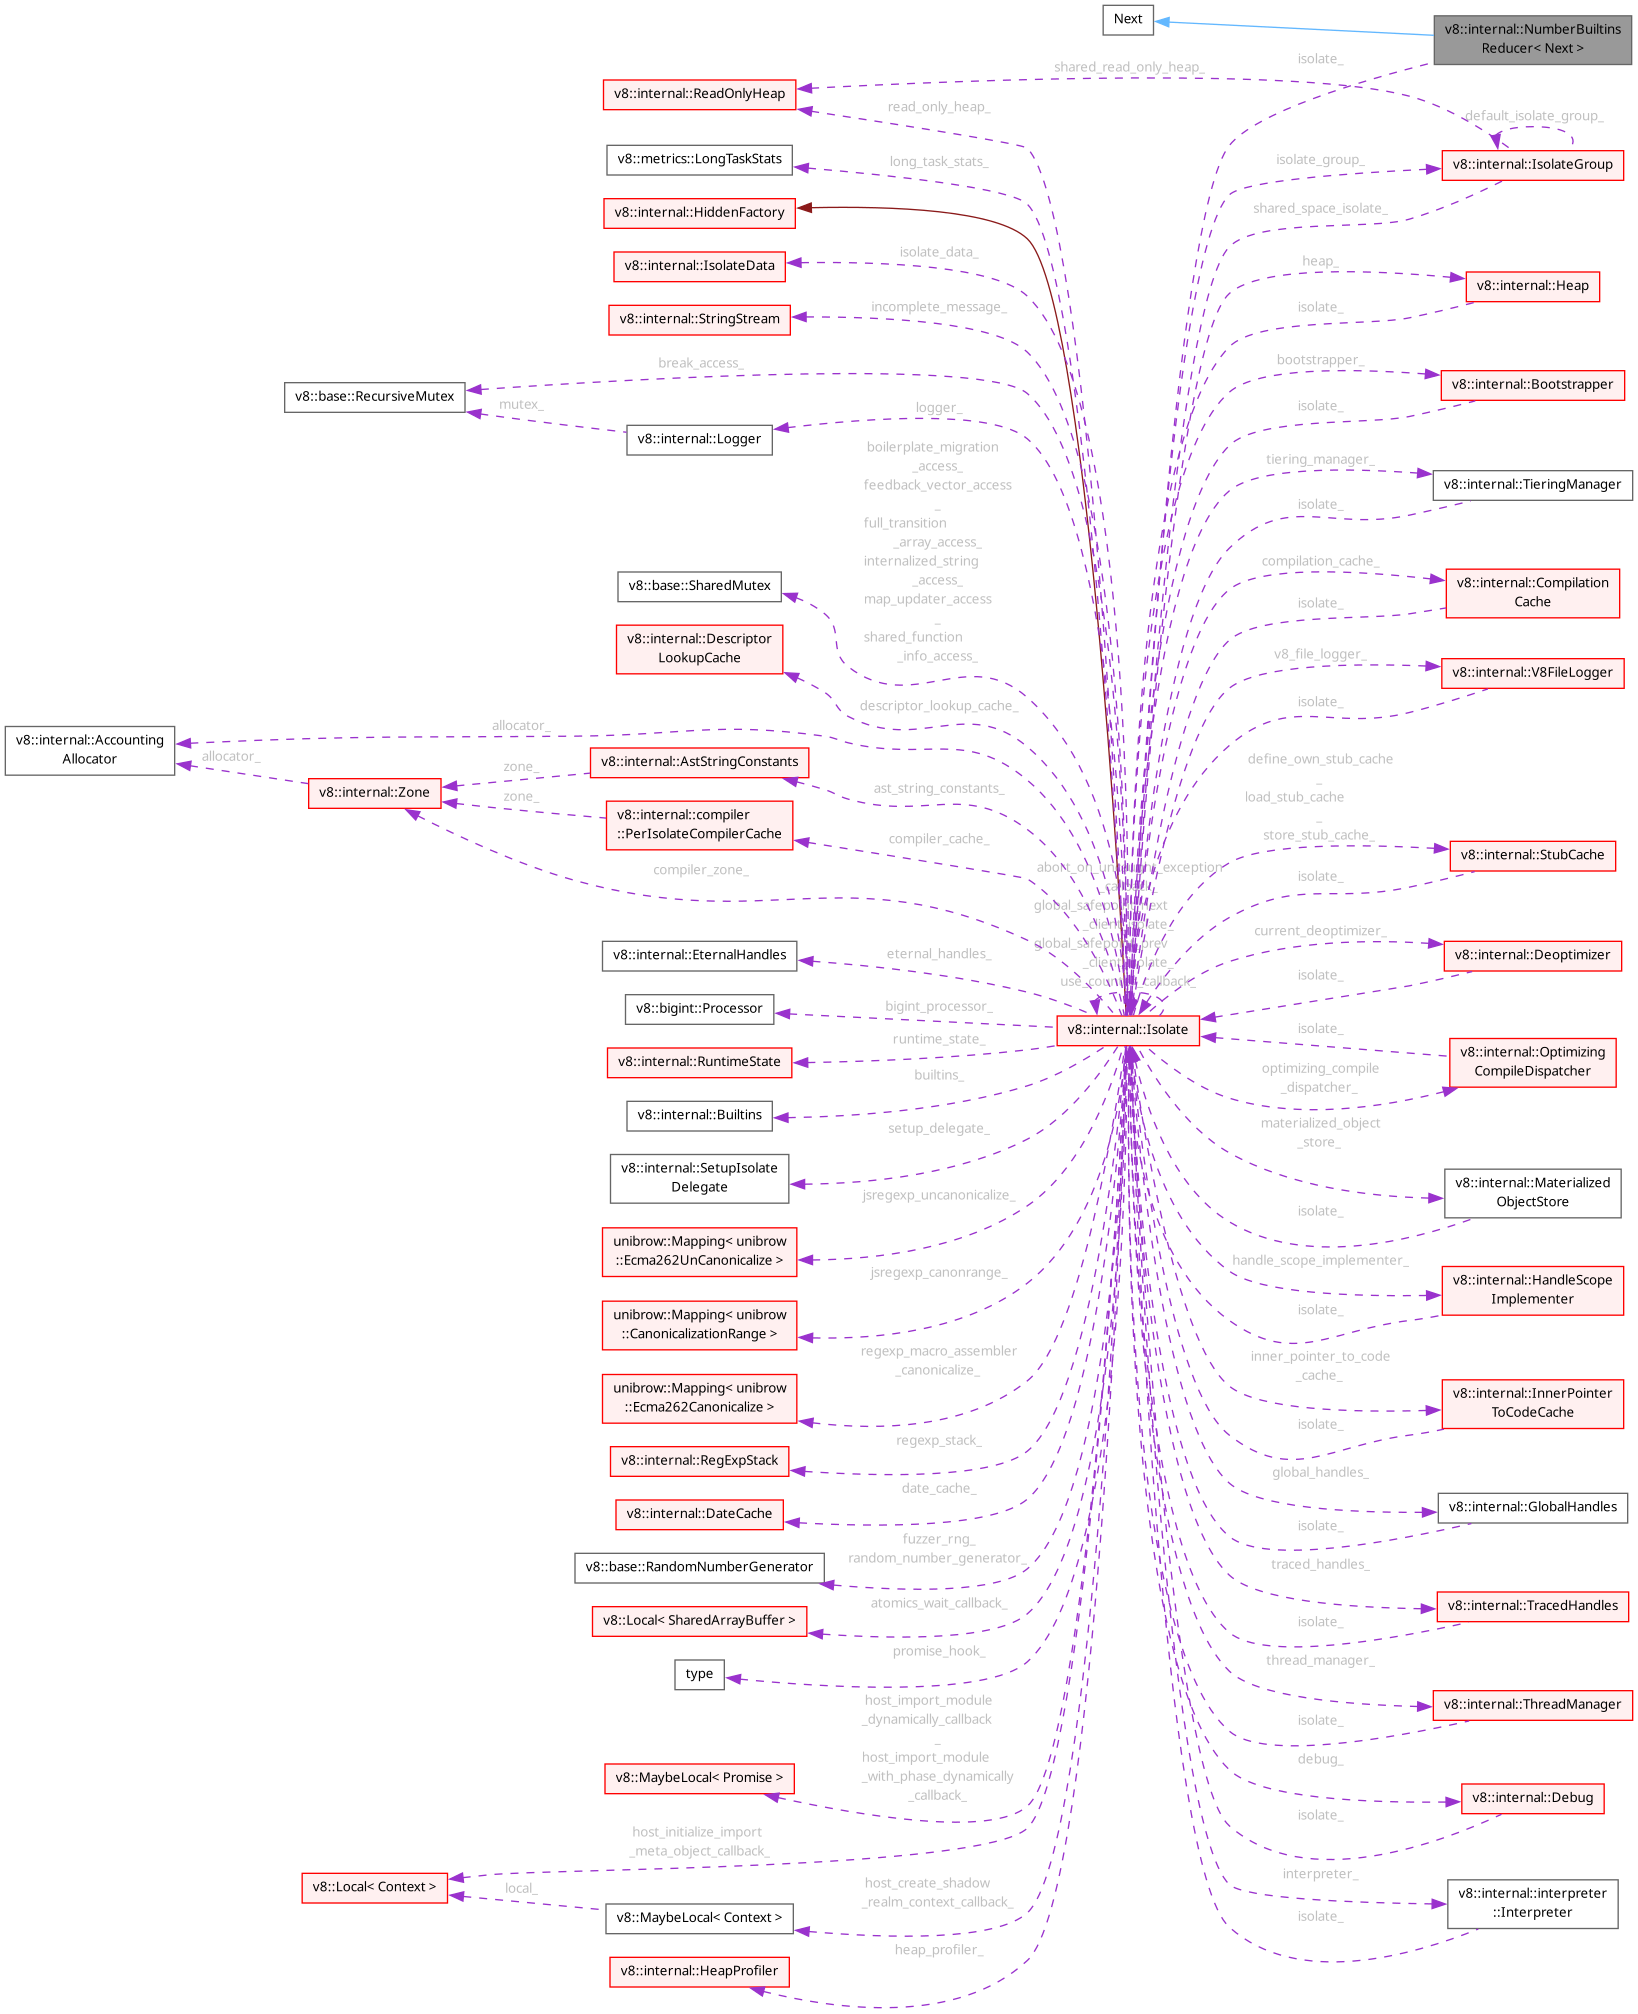 Next
v8::internal::NumberBuiltins
Reducer< Next >
isolate_
shared_read_only_heap_
v8::internal::ReadOnlyHeap
read_only_heap_
default_isolate_group_
v8::metrics::LongTaskStats
long_task_stats_
isolate_group_
v8::internal::IsolateGroup
v8::internal::HiddenFactory
shared_space_isolate_
v8::internal::IsolateData
isolate_data_
heap_
v8::internal::Heap
v8::internal::StringStream
incomplete_message_
isolate_
break_access_
bootstrapper_
v8::internal::Bootstrapper
v8::base::RecursiveMutex
mutex_
logger_
isolate_
v8::internal::Logger
boilerplate_migration
_access_
feedback_vector_access
_
full_transition
_array_access_
internalized_string
_access_
map_updater_access
_
shared_function
_info_access_
tiering_manager_
v8::internal::TieringManager
isolate_
v8::base::SharedMutex
compilation_cache_
v8::internal::Compilation
Cache
isolate_
v8::internal::Descriptor
LookupCache
descriptor_lookup_cache_
v8_file_logger_
v8::internal::V8FileLogger
isolate_
v8::internal::Accounting
Allocator
allocator_
allocator_
v8::internal::Zone
zone_
zone_
v8::internal::AstStringConstants
ast_string_constants_
v8::internal::compiler
::PerIsolateCompilerCache
compiler_cache_
compiler_zone_
define_own_stub_cache
_
load_stub_cache
_
store_stub_cache_
v8::internal::StubCache
isolate_
v8::internal::EternalHandles
eternal_handles_
current_deoptimizer_
v8::internal::Deoptimizer
isolate_
v8::bigint::Processor
bigint_processor_
v8::internal::Isolate
v8::internal::RuntimeState
runtime_state_
isolate_
v8::internal::Optimizing
CompileDispatcher
optimizing_compile
_dispatcher_
v8::internal::Builtins
builtins_
v8::internal::SetupIsolate
Delegate
setup_delegate_
materialized_object
_store_
v8::internal::Materialized
ObjectStore
isolate_
unibrow::Mapping< unibrow
::Ecma262UnCanonicalize >
jsregexp_uncanonicalize_
handle_scope_implementer_
v8::internal::HandleScope
Implementer
isolate_
unibrow::Mapping< unibrow
::CanonicalizationRange >
jsregexp_canonrange_
unibrow::Mapping< unibrow
::Ecma262Canonicalize >
regexp_macro_assembler
_canonicalize_
inner_pointer_to_code
_cache_
v8::internal::InnerPointer
ToCodeCache
isolate_
v8::internal::RegExpStack
regexp_stack_
v8::internal::DateCache
date_cache_
global_handles_
v8::internal::GlobalHandles
isolate_
v8::base::RandomNumberGenerator
fuzzer_rng_
random_number_generator_
traced_handles_
v8::internal::TracedHandles
isolate_
v8::Local< SharedArrayBuffer >
atomics_wait_callback_
type
promise_hook_
thread_manager_
v8::internal::ThreadManager
isolate_
v8::MaybeLocal< Promise >
host_import_module
_dynamically_callback
_
host_import_module
_with_phase_dynamically
_callback_
debug_
v8::internal::Debug
isolate_
host_initialize_import
_meta_object_callback_
v8::Local< Context >
local_
v8::MaybeLocal< Context >
host_create_shadow
_realm_context_callback_
interpreter_
v8::internal::interpreter
::Interpreter
isolate_
v8::internal::HeapProfiler
heap_profiler_